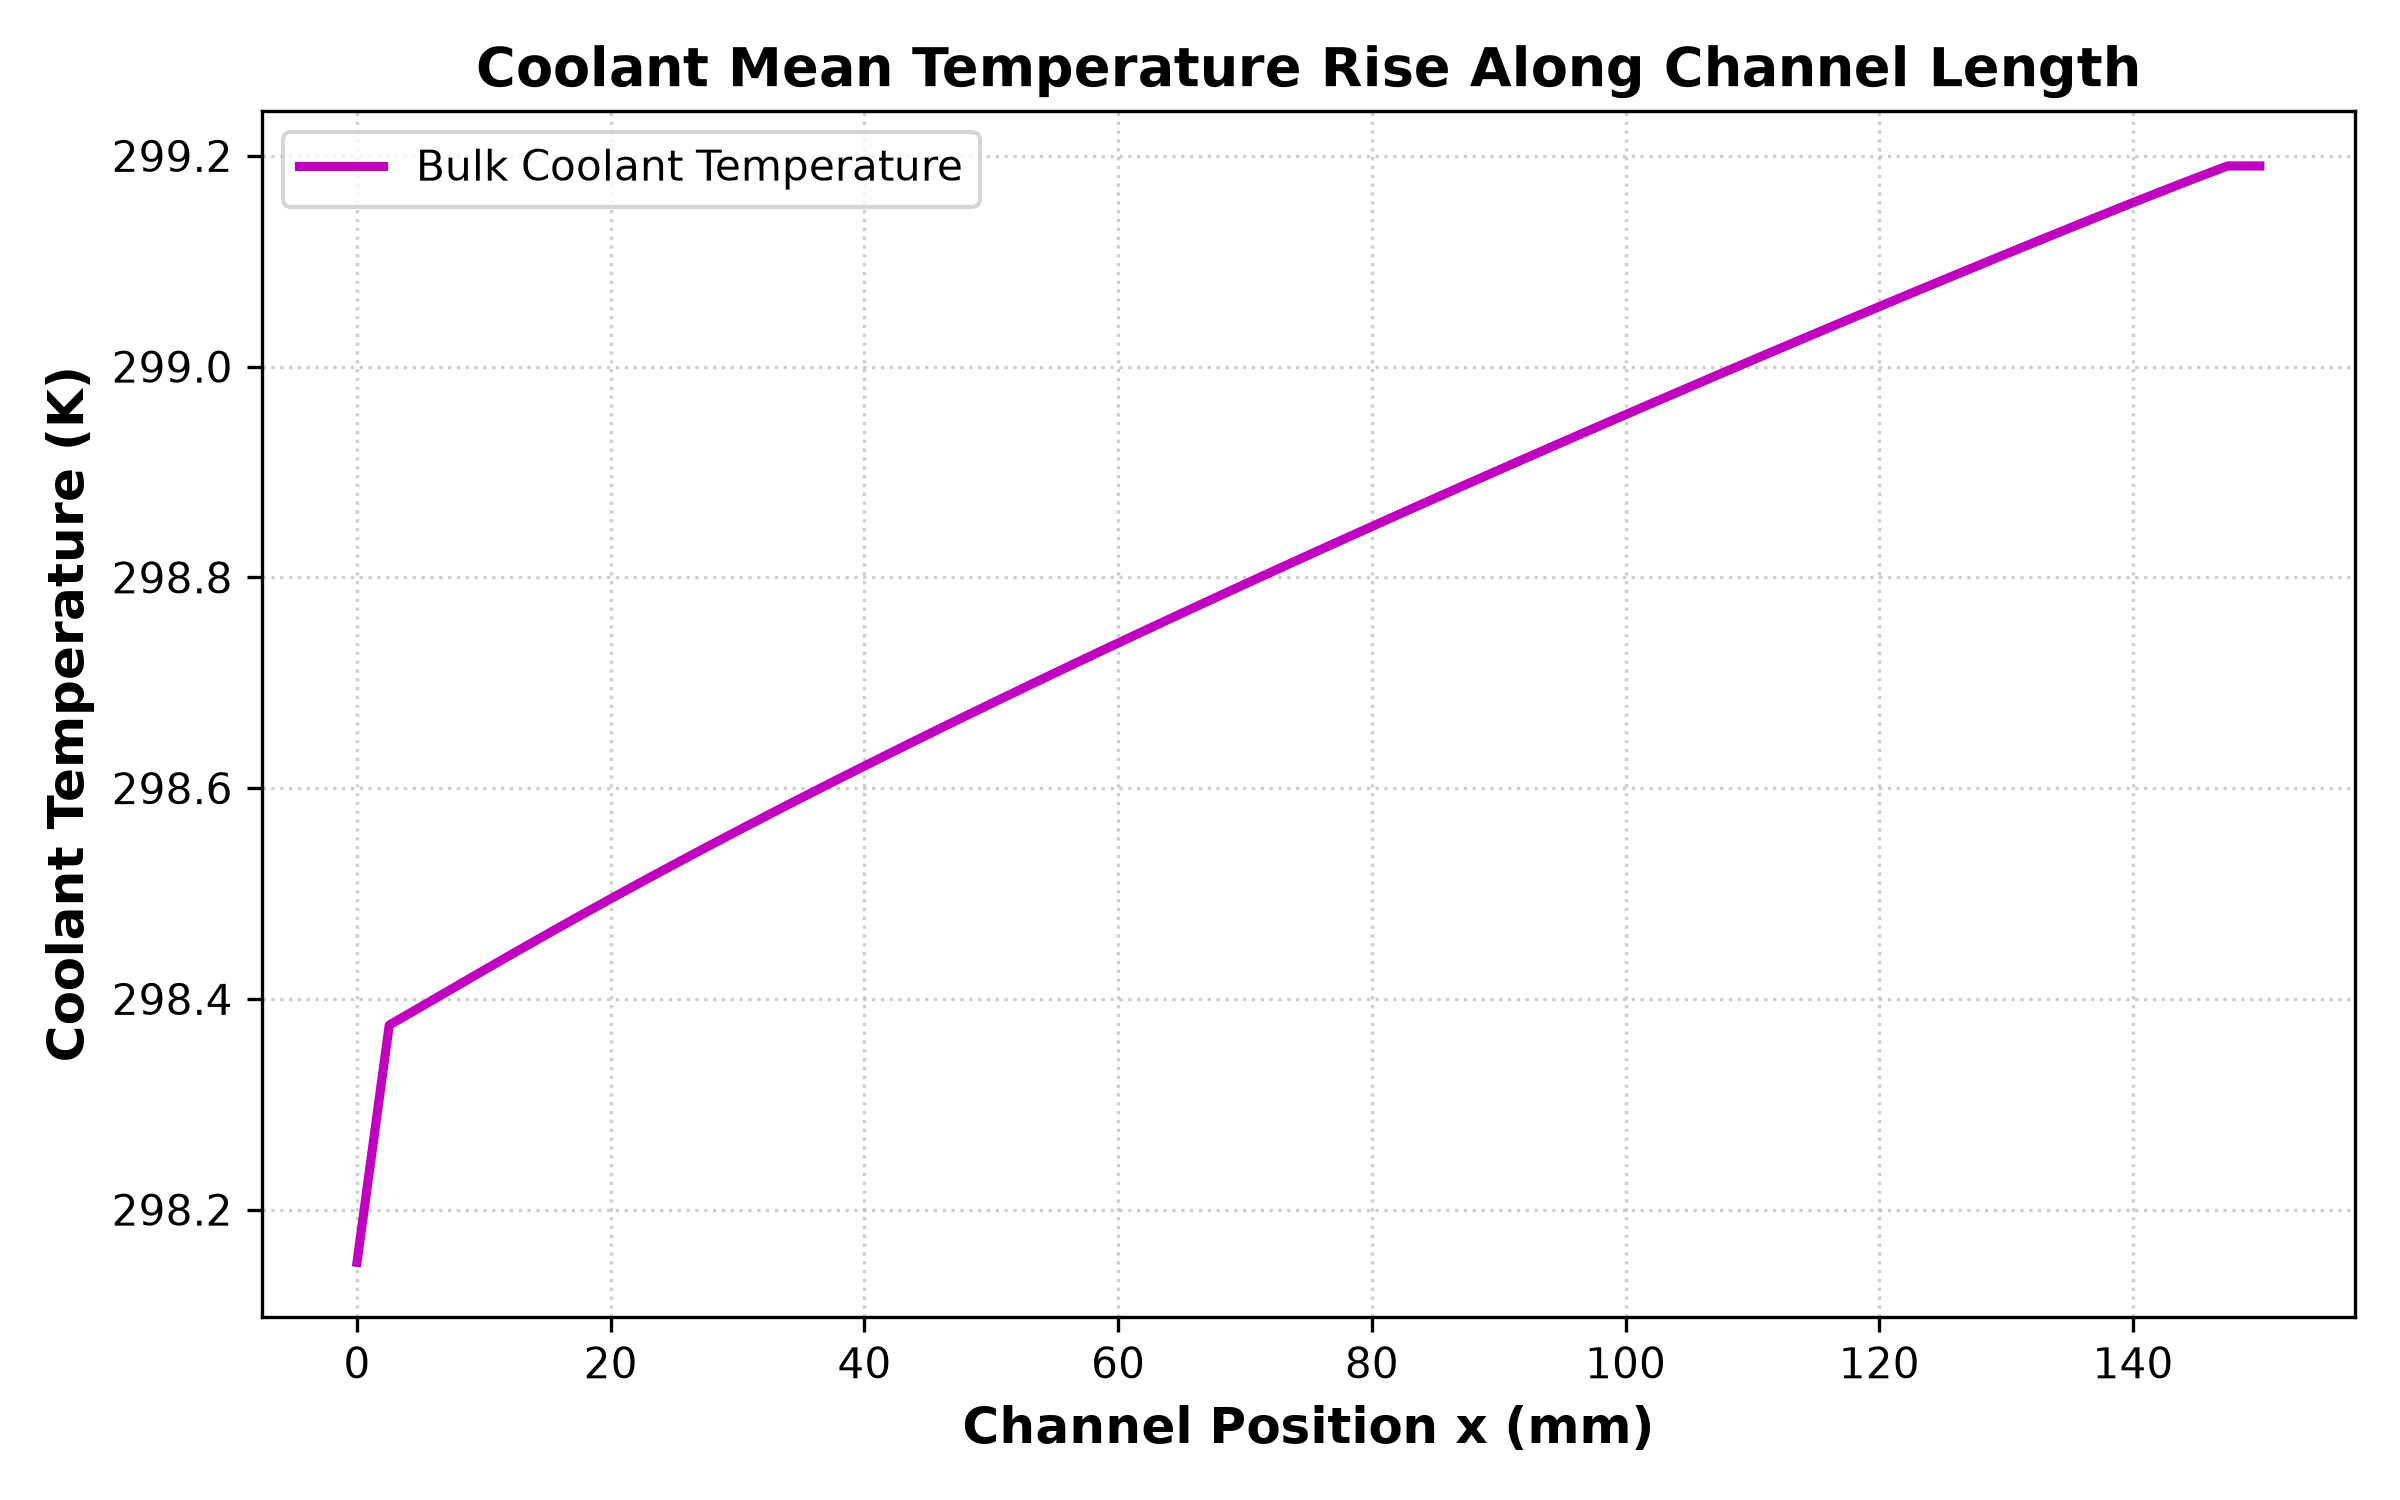 Coolant Mean Temperature Rise Along Channel Length
Bulk Coolant Temperature
Coolant Temperature (K)
299.2
299.0
298.8
298.6
298.4
298.2
0 20 40 60 80 100 120 140
Channel Position x (mm)